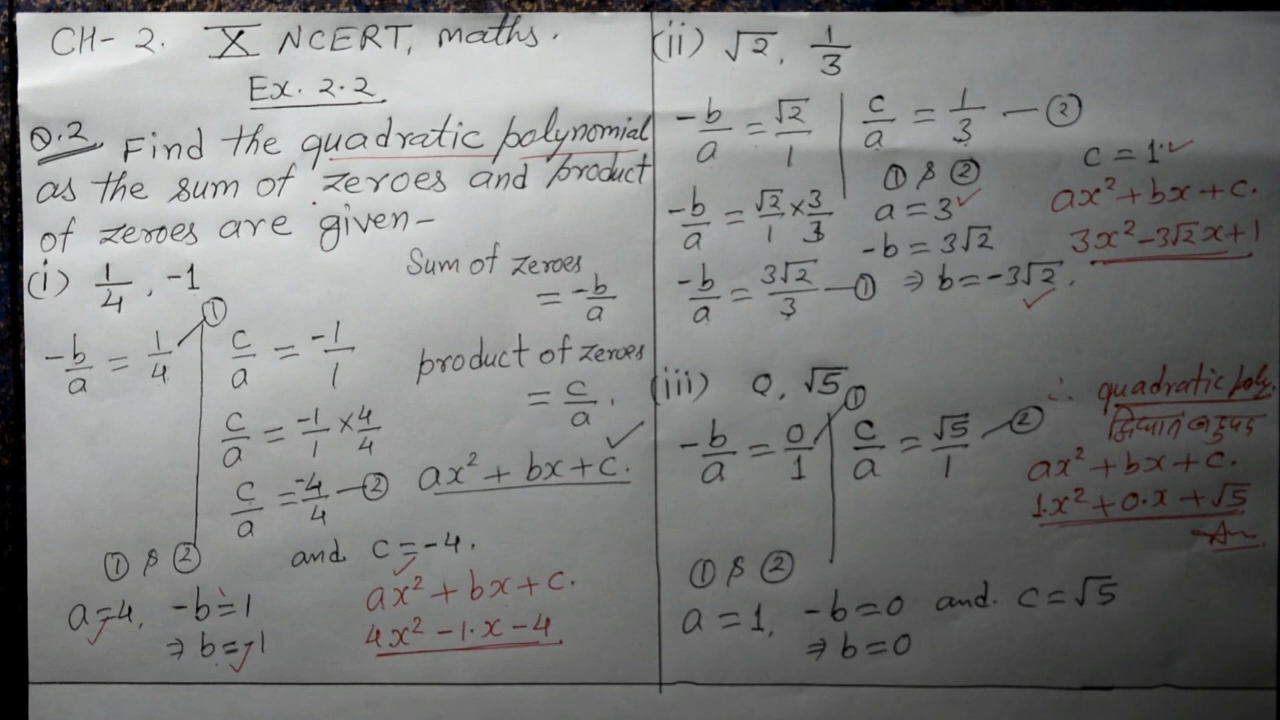 CH- 2. X NCERT, maths.
Ex. 2.2
Q.2 Find the quadratic polynomial
as the sum of zeroes and product
of zeroes are given-
(i) 1/4, -1
Sum of zeroes
= -b/a
product of zeroes
= c/a.
ax² + bx + c. ✓
-b/a = 1/4 —①
c/a = -1/1
c/a = -1/1 × 4/4
c/a = -4/4 —②
① & ②
a=4, -b=1
⇒ b=-1
and c=-4.
ax² + bx + c.
4x² - 1·x - 4
(ii) √2, 1/3
-b/a = √2/1
-b/a = √2/1 × 3/3
-b/a = 3√2/3 —①
c/a = 1/3 —②
① & ②
a = 3 ✓
-b = 3√2
⇒ b = -3√2. ✓
c = 1. ✓
ax² + bx + c.
3x² - 3√2x + 1
(iii) 0, √5
-b/a = 0/1 —①
c/a = √5/1 —②
① & ②
a = 1, -b = 0 and. c = √5
⇒ b = 0
∴ quadratic poly.
ax² + bx + c.
1.x² + 0.x + √5
An